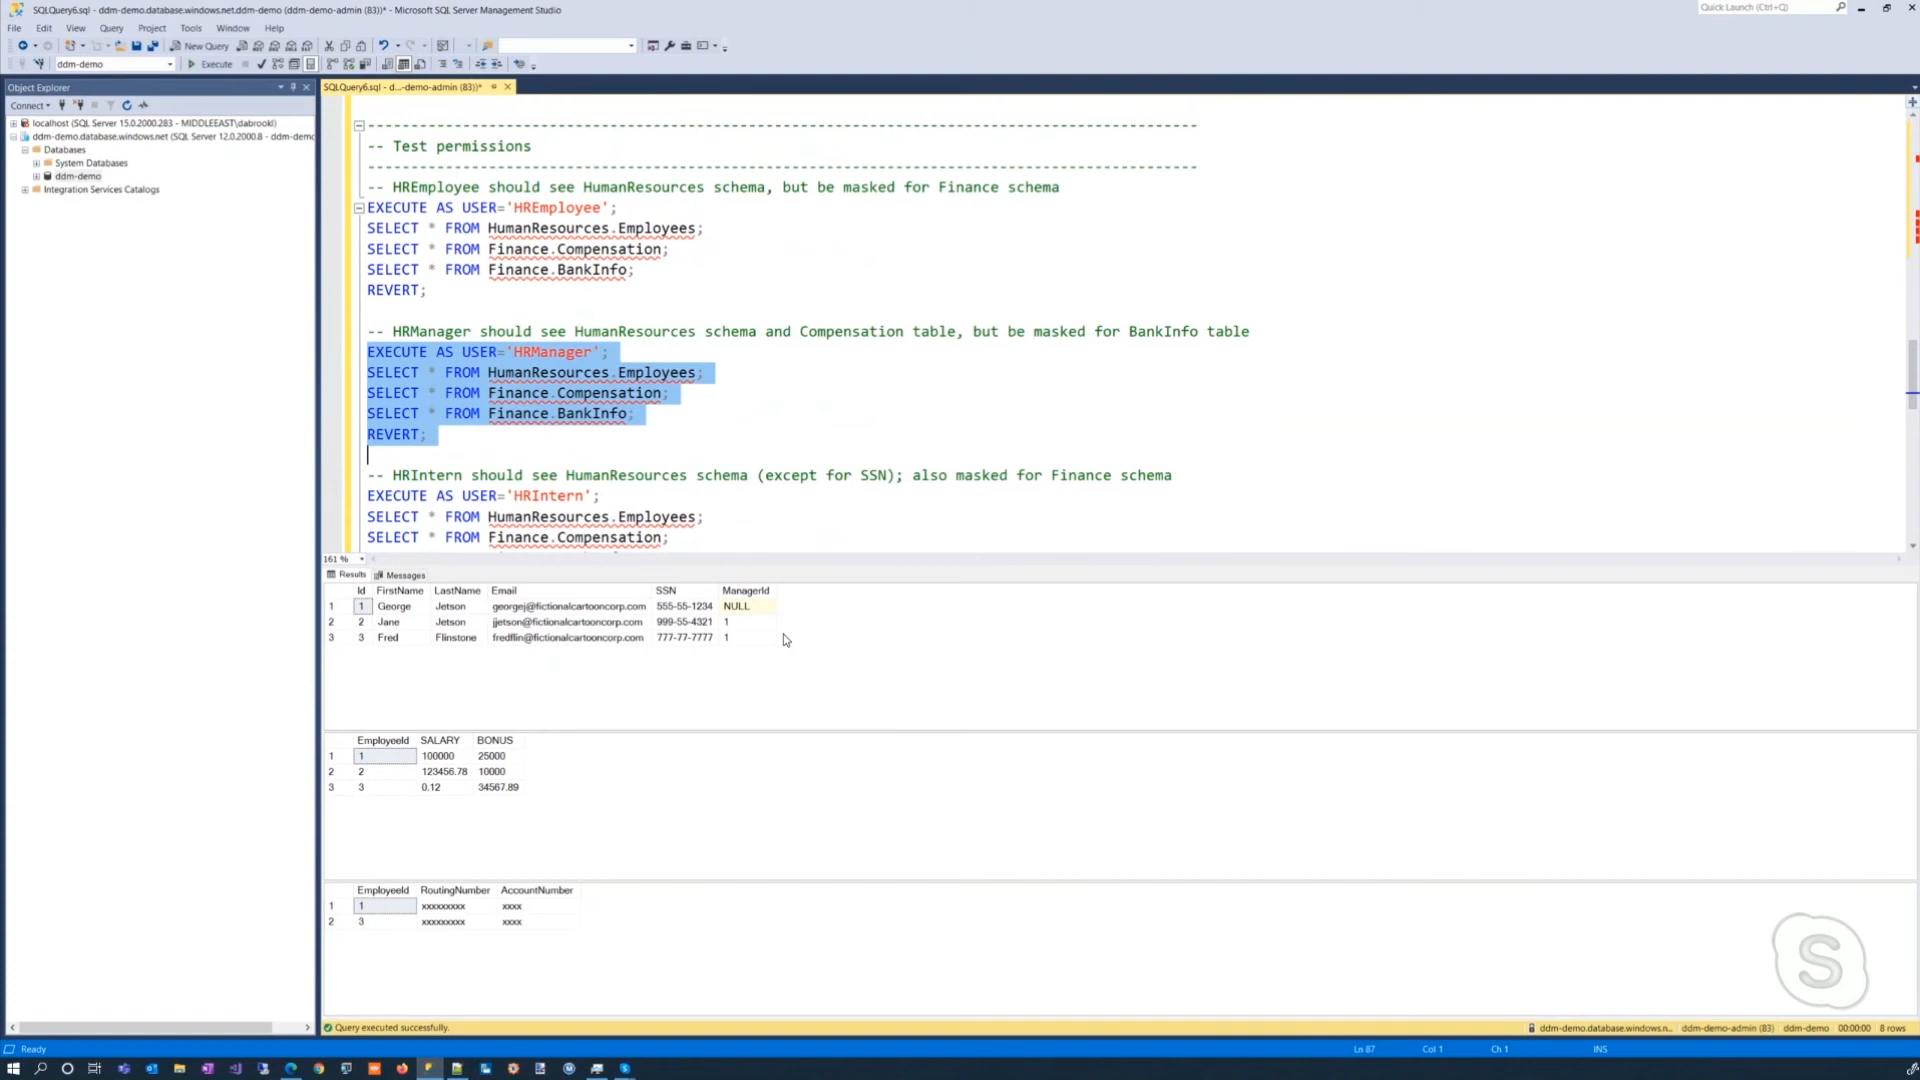 SQLQuery6.sql - ddm-demo.database.windows.net.ddm-demo (ddm-demo-admin (83))* - Microsoft SQL Server Management Studio
Quick Launch (Ctrl+Q)
File Edit View Query Project Tools Window Help
New Query
ddm-demo
Execute
Object Explorer
SQLQuery6.sql - d...-demo-admin (83))*
Connect
localhost (SQL Server 15.0.2000.283 - MIDDLEEAST\dabrookl)
ddm-demo.database.windows.net (SQL Server 12.0.2000.8 - ddm-demo
Databases
System Databases
ddm-demo
Integration Services Catalogs
-- Test permissions
-- HREmployee should see HumanResources schema, but be masked for Finance schema
EXECUTE AS USER='HREmployee';
SELECT * FROM HumanResources.Employees;
SELECT * FROM Finance.Compensation;
SELECT * FROM Finance.BankInfo;
REVERT;
-- HRManager should see HumanResources schema and Compensation table, but be masked for BankInfo table
EXECUTE AS USER='HRManager';
SELECT * FROM HumanResources.Employees;
SELECT * FROM Finance.Compensation;
SELECT * FROM Finance.BankInfo;
REVERT;
-- HRIntern should see HumanResources schema (except for SSN); also masked for Finance schema
EXECUTE AS USER='HRIntern';
SELECT * FROM HumanResources.Employees;
SELECT * FROM Finance.Compensation;
161 %
Results Messages
Id FirstName LastName Email SSN ManagerId
1 1 George Jetson georgej@fictionalcartooncorp.com 555-55-1234 NULL
2 2 Jane Jetson jjetson@fictionalcartooncorp.com 999-55-4321 1
3 3 Fred Flinstone fredflin@fictionalcartooncorp.com 777-77-7777 1
EmployeeId SALARY BONUS
1 1 100000 25000
2 2 123456.78 10000
3 3 0.12 34567.89
EmployeeId RoutingNumber AccountNumber
1 1 xxxxxxxxx xxxx
2 3 xxxxxxxxx xxxx
Query executed successfully.
ddm-demo.database.windows.n... ddm-demo-admin (83) ddm-demo 00:00:00 8 rows
Ready
Ln 87 Col 1 Ch 1 INS